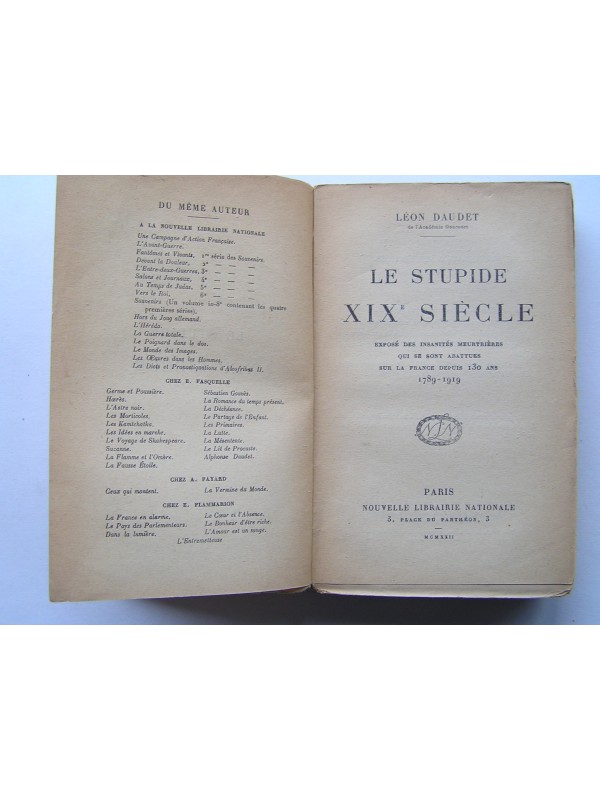 DU MÊME AUTEUR
A LA NOUVELLE LIBRAIRIE NATIONALE
Une Campagne d'Action Française.
L'Avant-Guerre.
Fantômes et Vivants, 1re série des Souvenirs.
Devant la Douleur, 2e — — —
L'Entre-deux-Guerres, 3e — — —
Salons et Journaux, 4e — — —
Au Temps de Judas, 5e — — —
Vers le Roi, 6e — — —
Souvenirs (Un volume in-8° contenant les quatre
premières séries).
Hors du Joug allemand.
L'Hérédo.
La Guerre totale.
Le Poignard dans le dos.
Le Monde des Images.
Les Œuvres dans les Hommes.
Les Dicts et Pronostiquations d'Alcofribas II.
CHEZ E. FASQUELLE
Germe et Poussière.
Hærès.
L'Astre noir.
Les Morticoles.
Les Kamtchatka.
Les Idées en marche.
Le Voyage de Shakespeare.
Suzanne.
La Flamme et l'Ombre.
La Fausse Étoile.
Sébastien Gouvès.
La Romance du temps présent.
La Déchéance.
Le Partage de l'Enfant.
Les Primaires.
La Lutte.
La Mésentente.
Le Lit de Procuste.
Alphonse Daudet.
CHEZ A. FAYARD
Ceux qui montent.
La Vermine du Monde.
CHEZ E. FLAMMARION
La France en alarme.
Le Pays des Parlementeurs.
Dans la lumière.
Le Cœur et l'Absence.
Le Bonheur d'être riche.
L'Amour est un songe.
L'Entremetteuse
LÉON DAUDET
de l'Académie Goncourt
LE STUPIDE
XIXE SIÈCLE
EXPOSÉ DES INSANITÉS MEURTRIÈRES
QUI SE SONT ABATTUES
SUR LA FRANCE DEPUIS 130 ANS
1789-1919
NLN
PARIS
NOUVELLE LIBRAIRIE NATIONALE
3, PLACE DU PANTHÉON, 3
MCMXXII